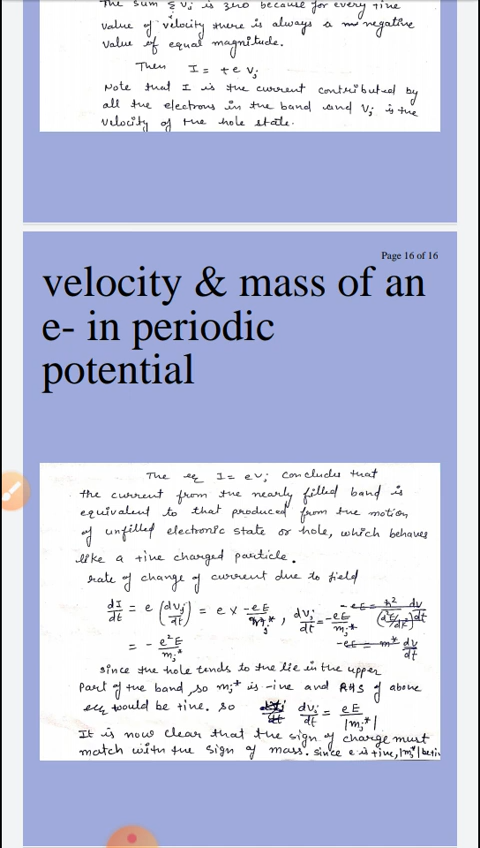 The sum Σ vj is zero because for every +ive
value of velocity there is always a negative
value of equal magnitude.
Then I = +e vj
Note that I is the current contributed by
all the electrons in the band and Vj is the
velocity of the hole state.
Page 16 of 16
velocity & mass of an
e- in periodic
potential
The eq I = evj concludes that
the current from the nearly filled band is
equivalent to that produced from the motion
of unfilled electronic state or hole, which behaves
like a +ive charged particle.
rate of change of current due to field
dI/dt = e (dvj/dt) = e × -eE/mj*, dvj/dt = -eE/mj*
= - e²E/mj*
-eE = m* dv/dt
since the hole tends to the lie in the upper
part of the band, so mj* is -ive and RHS of above
eq would be +ive. so dvj/dt = eE/|mj*|.
It is now clear that the sign of charge must
match with the sign of mass. since e is +ive, |mj*|